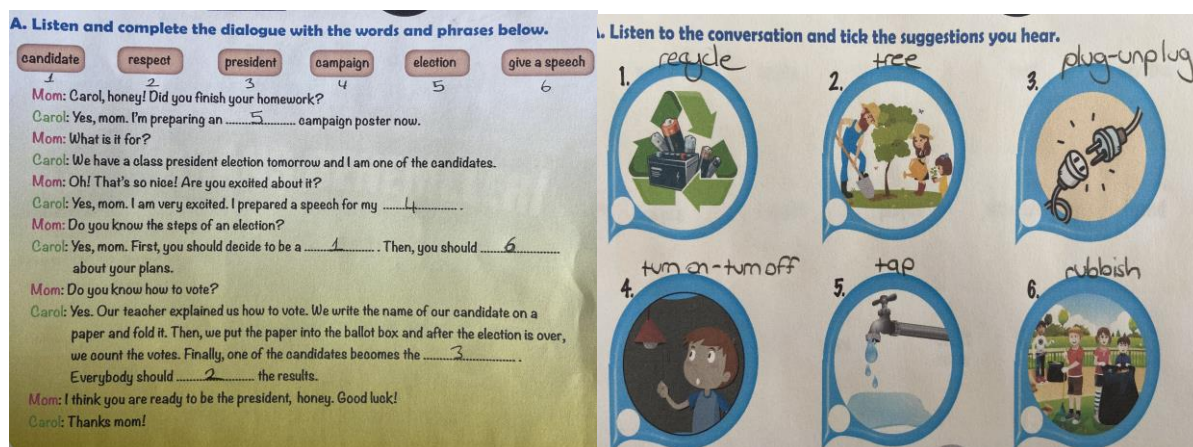 A. Listen and complete the dialogue with the words and phrases below.
candidate respect president campaign election give a speech
1 2 3 4 5 6
Mom: Carol, honey! Did you finish your homework?
Carol: Yes, mom. I'm preparing an ......5...... campaign poster now.
Mom: What is it for?
Carol: We have a class president election tomorrow and I am one of the candidates.
Mom: Oh! That's so nice! Are you excited about it?
Carol: Yes, mom. I am very excited. I prepared a speech for my ......4...... .
Mom: Do you know the steps of an election?
Carol: Yes, mom. First, you should decide to be a ......1...... . Then, you should ......6......
about your plans.
Mom: Do you know how to vote?
Carol: Yes. Our teacher explained us how to vote. We write the name of our candidate on a
paper and fold it. Then, we put the paper into the ballot box and after the election is over,
we count the votes. Finally, one of the candidates becomes the ......3...... .
Everybody should ......2...... the results.
Mom: I think you are ready to be the president, honey. Good luck!
Carol: Thanks mom!
. Listen to the conversation and tick the suggestions you hear.
recycle tree plug-unplug
1. 2. 3.
turn on-turn off tap rubbish
4. 5. 6.